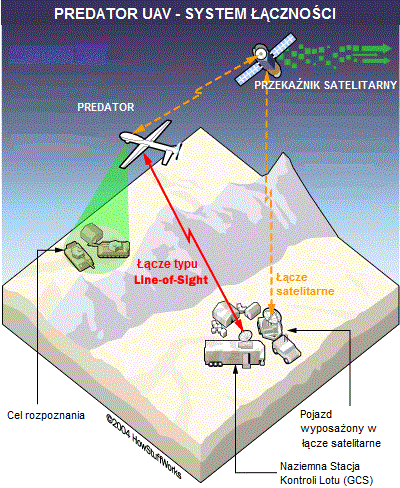 PREDATOR UAV - SYSTEM ŁĄCZNOŚCI
PRZEKAŹNIK SATELITARNY
PREDATOR
Łącze typu
Line-of-Sight
Łącze
satelitarne
Cel rozpoznania
Pojazd
wyposażony w
łącze satelitarne
Naziemna Stacja
Kontroli Lotu (GCS)
©2004 HowStuffWorks